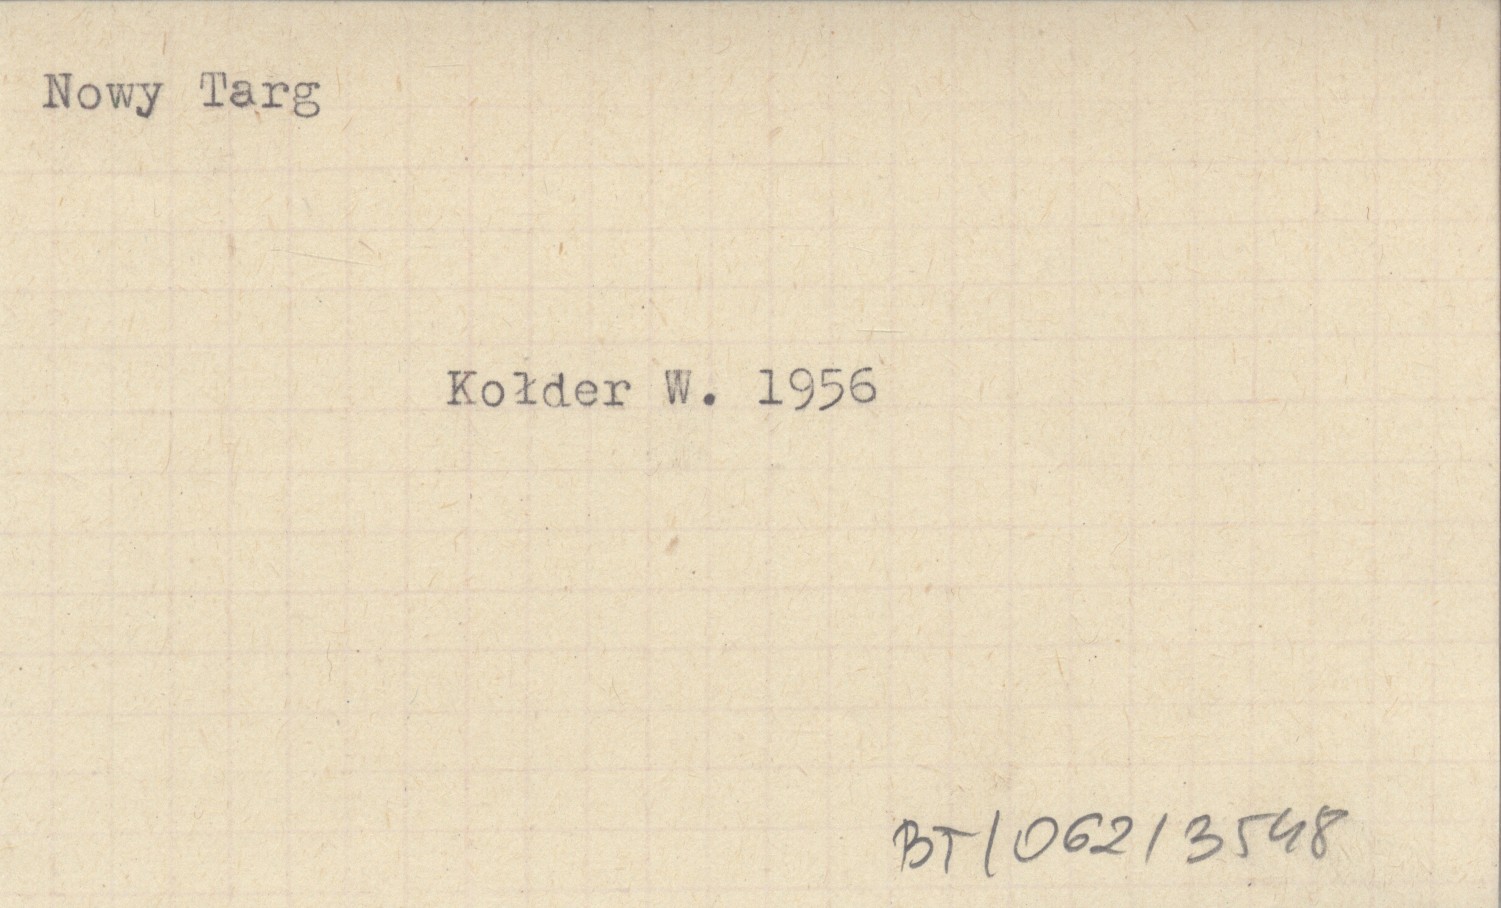 Nowy Targ
Kołder W. 1956
BT/062/3548